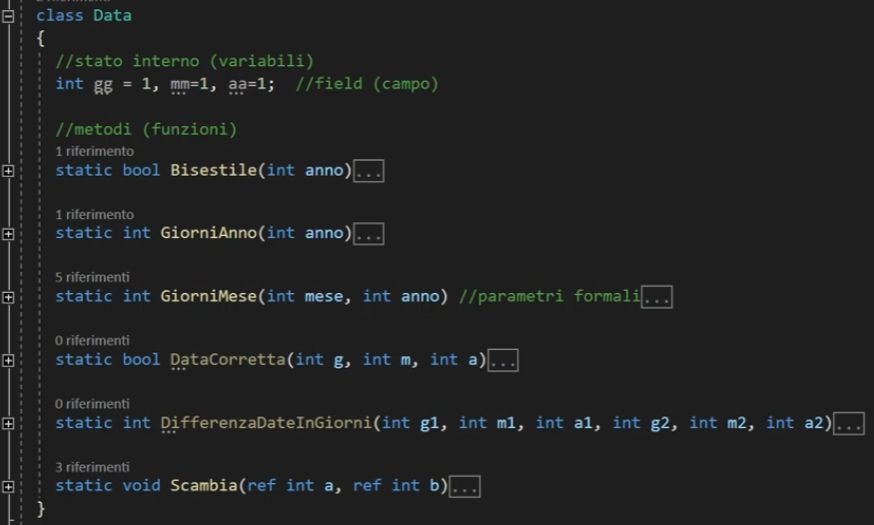 class Data
{
//stato interno (variabili)
int gg = 1, mm=1, aa=1; //field (campo)
//metodi (funzioni)
1 riferimento
static bool Bisestile(int anno)...
1 riferimento
static int GiorniAnno(int anno)...
5 riferimenti
static int GiorniMese(int mese, int anno) //parametri formali...
0 riferimenti
static bool DataCorretta(int g, int m, int a)...
0 riferimenti
static int DifferenzaDateInGiorni(int g1, int m1, int a1, int g2, int m2, int a2)...
3 riferimenti
static void Scambia(ref int a, ref int b)...
}